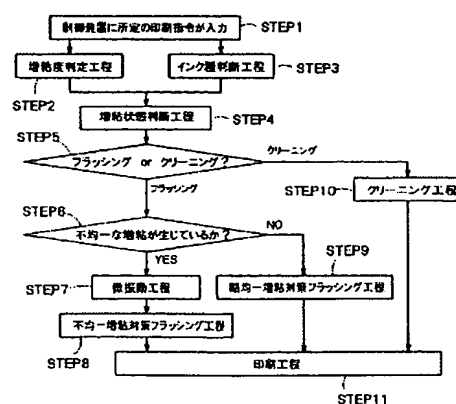 制御装置に所定の印刷指令が入力
STEP1
増粘度判定工程
インク種判断工程
STEP3
STEP2
増粘状態判断工程
STEP4
STEP5
フラッシング or クリーニング?
クリーニング
フラッシング
STEP10
クリーニング工程
STEP6
不均一な増粘が生じているか?
NO
YES
STEP9
STEP7
微振動工程
略均一増粘対策フラッシング工程
不均一増粘対策フラッシング工程
STEP8
印刷工程
STEP11